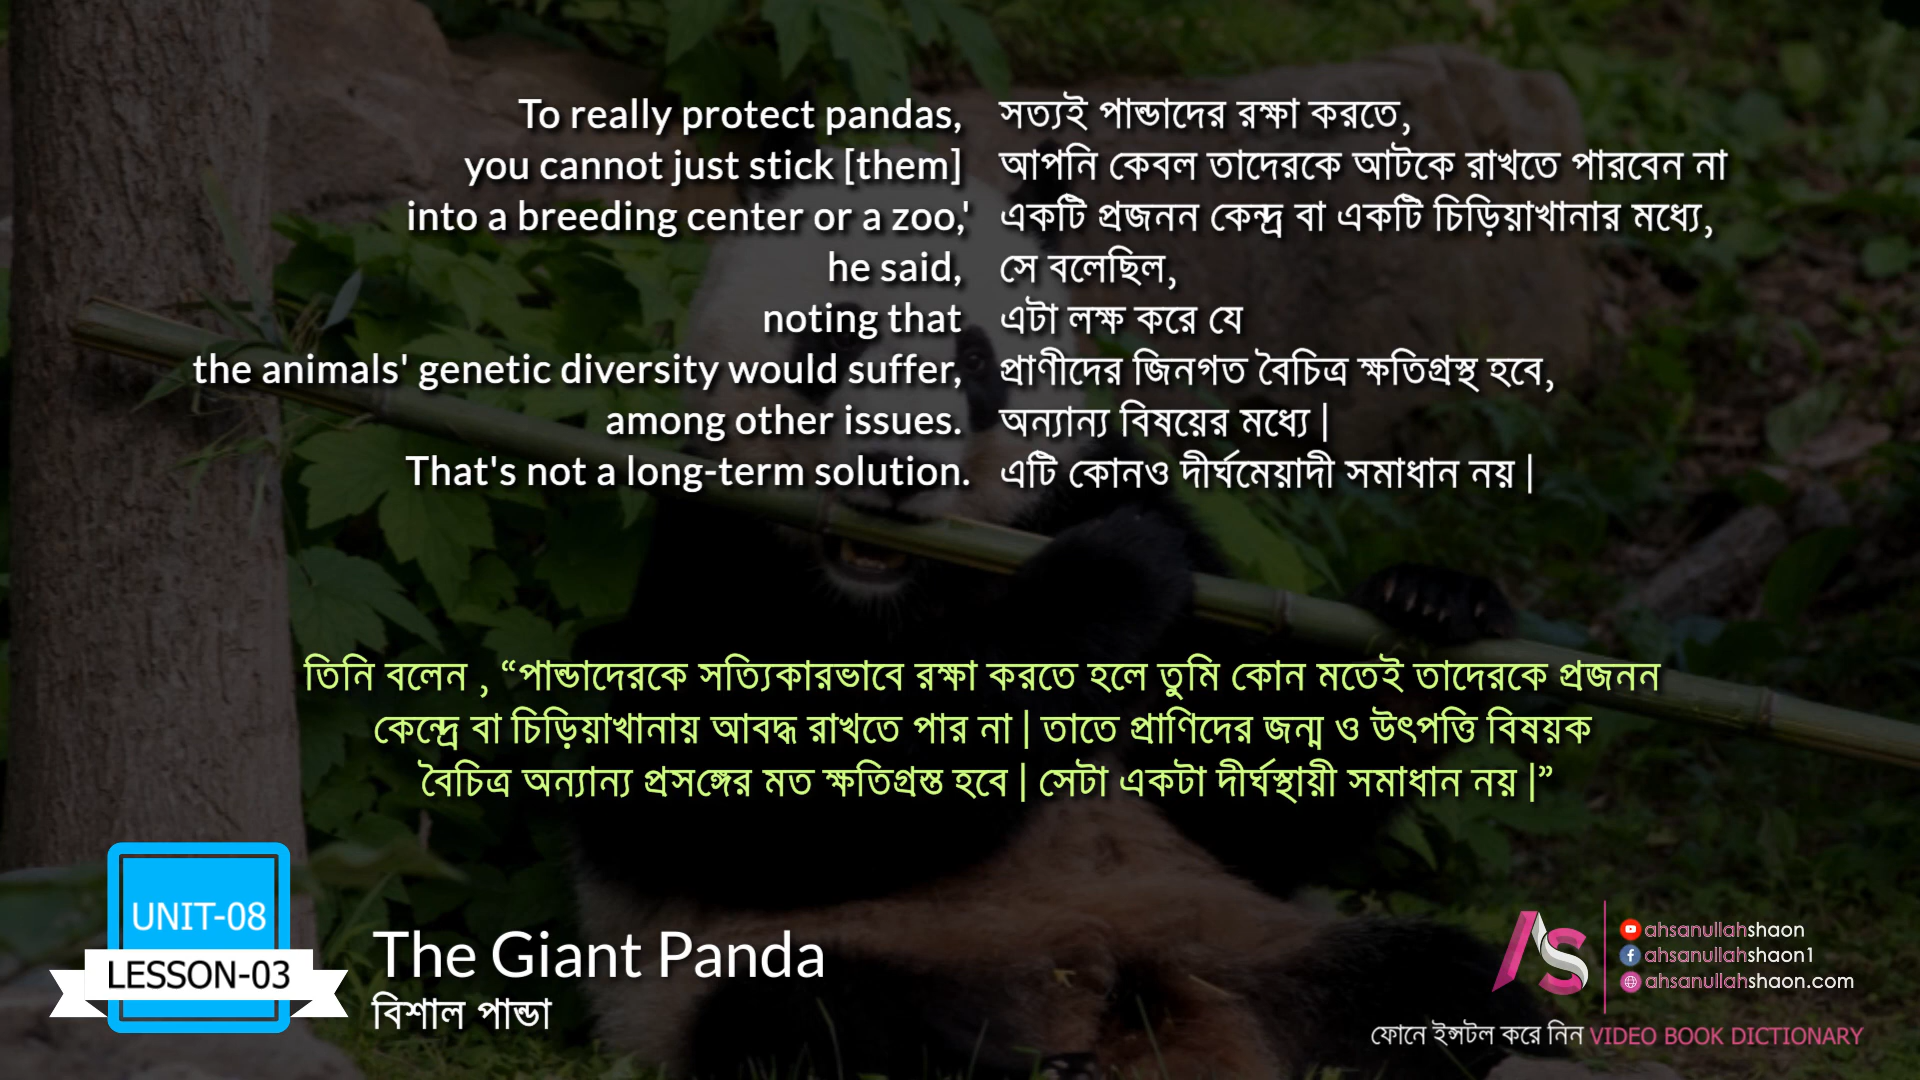 To really protect pandas, সত্যই পান্ডাদের রক্ষা করতে,
you cannot just stick [them] আপনি কেবল তাদেরকে আটকে রাখতে পারবেন না
into a breeding center or a zoo,' একটি প্রজনন কেন্দ্র বা একটি চিড়িয়াখানার মধ্যে,
he said, সে বলেছিল,
noting that এটা লক্ষ করে যে
the animals' genetic diversity would suffer, প্রাণীদের জিনগত বৈচিত্র ক্ষতিগ্রস্থ হবে,
among other issues. অন্যান্য বিষয়ের মধ্যে |
That's not a long-term solution. এটি কোনও দীর্ঘমেয়াদী সমাধান নয় |
তিনি বলেন , “পান্ডাদেরকে সত্যিকারভাবে রক্ষা করতে হলে তুমি কোন মতেই তাদেরকে প্রজনন
কেন্দ্রে বা চিড়িয়াখানায় আবদ্ধ রাখতে পার না | তাতে প্রাণিদের জন্ম ও উৎপত্তি বিষয়ক
বৈচিত্র অন্যান্য প্রসঙ্গের মত ক্ষতিগ্রস্ত হবে | সেটা একটা দীর্ঘস্থায়ী সমাধান নয় |”
UNIT-08
LESSON-03
The Giant Panda
বিশাল পান্ডা
AS
ahsanullahshaon
ahsanullahshaon1
ahsanullahshaon.com
ফোনে ইন্সটল করে নিন VIDEO BOOK DICTIONARY